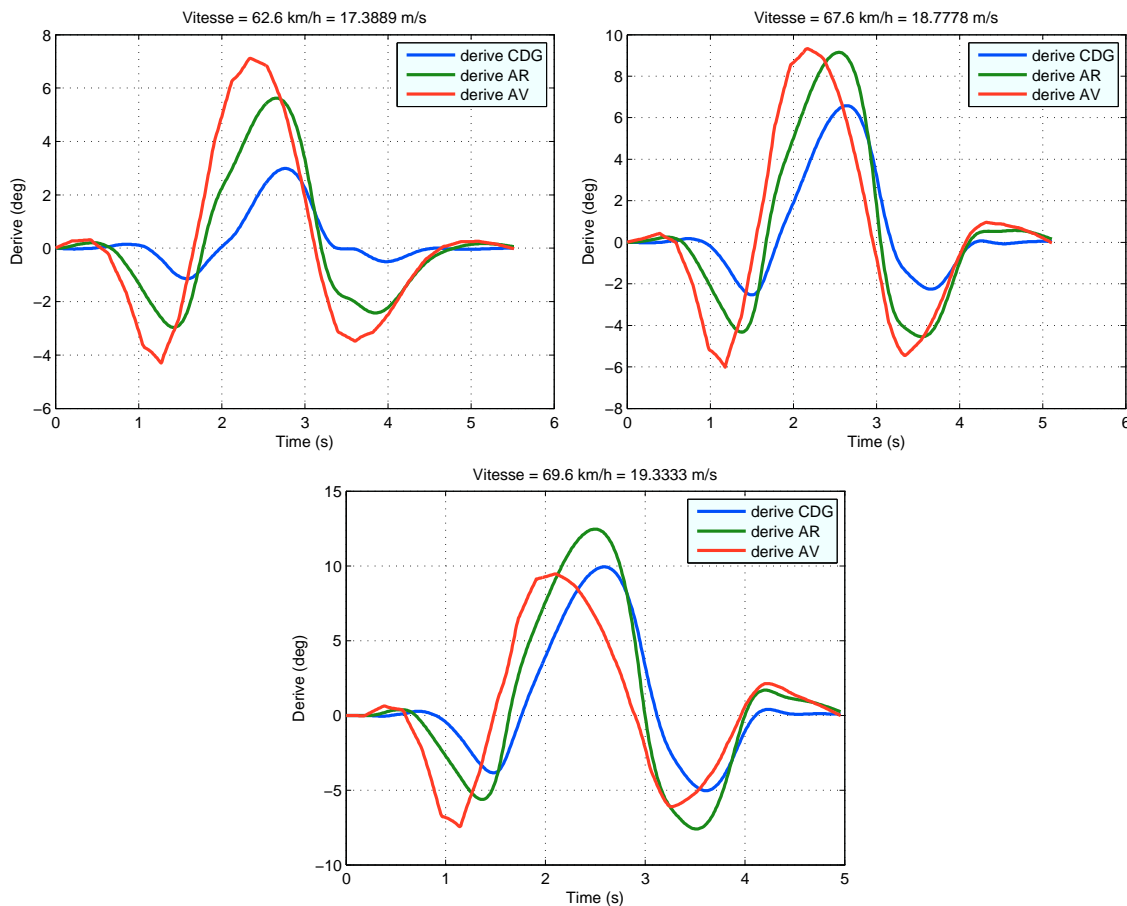 Vitesse = 62.6 km/h = 17.3889 m/s
8
6
4
2
0
−2
−4
−6
Derive (deg)
derive CDG
derive AR
derive AV
0 1 2 3 4 5 6
Time (s)
Vitesse = 67.6 km/h = 18.7778 m/s
10
8
6
4
2
0
−2
−4
−6
−8
Derive (deg)
derive CDG
derive AR
derive AV
0 1 2 3 4 5 6
Time (s)
Vitesse = 69.6 km/h = 19.3333 m/s
15
10
5
0
−5
−10
Derive (deg)
derive CDG
derive AR
derive AV
0 1 2 3 4 5
Time (s)